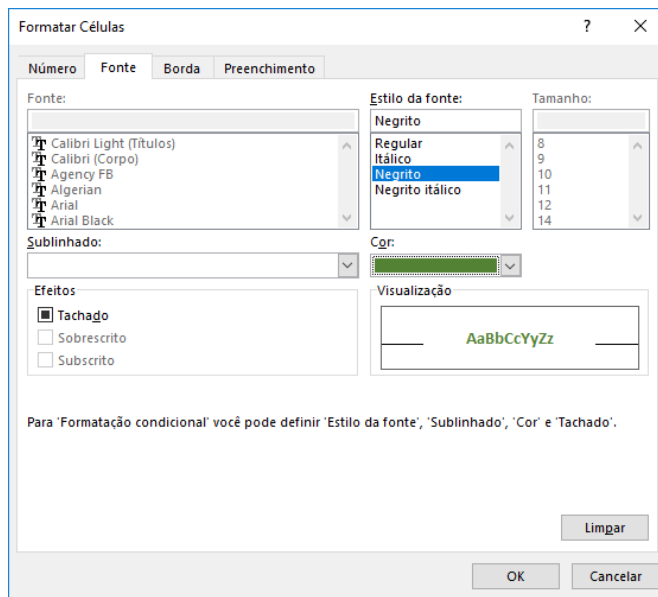 Formatar Células
Número Fonte Borda Preenchimento
Fonte: Estilo da fonte: Tamanho:
Negrito
Calibri Light (Títulos) Regular 8
Calibri (Corpo) Itálico 9
Agency FB Negrito 10
Algerian Negrito itálico 11
Arial 12
Arial Black 14
Sublinhado: Cor:
Efeitos Visualização
Tachado
Sobrescrito AaBbCcYyZz
Subscrito
Para 'Formatação condicional' você pode definir 'Estilo da fonte', 'Sublinhado', 'Cor' e 'Tachado'.
Limpar
OK Cancelar